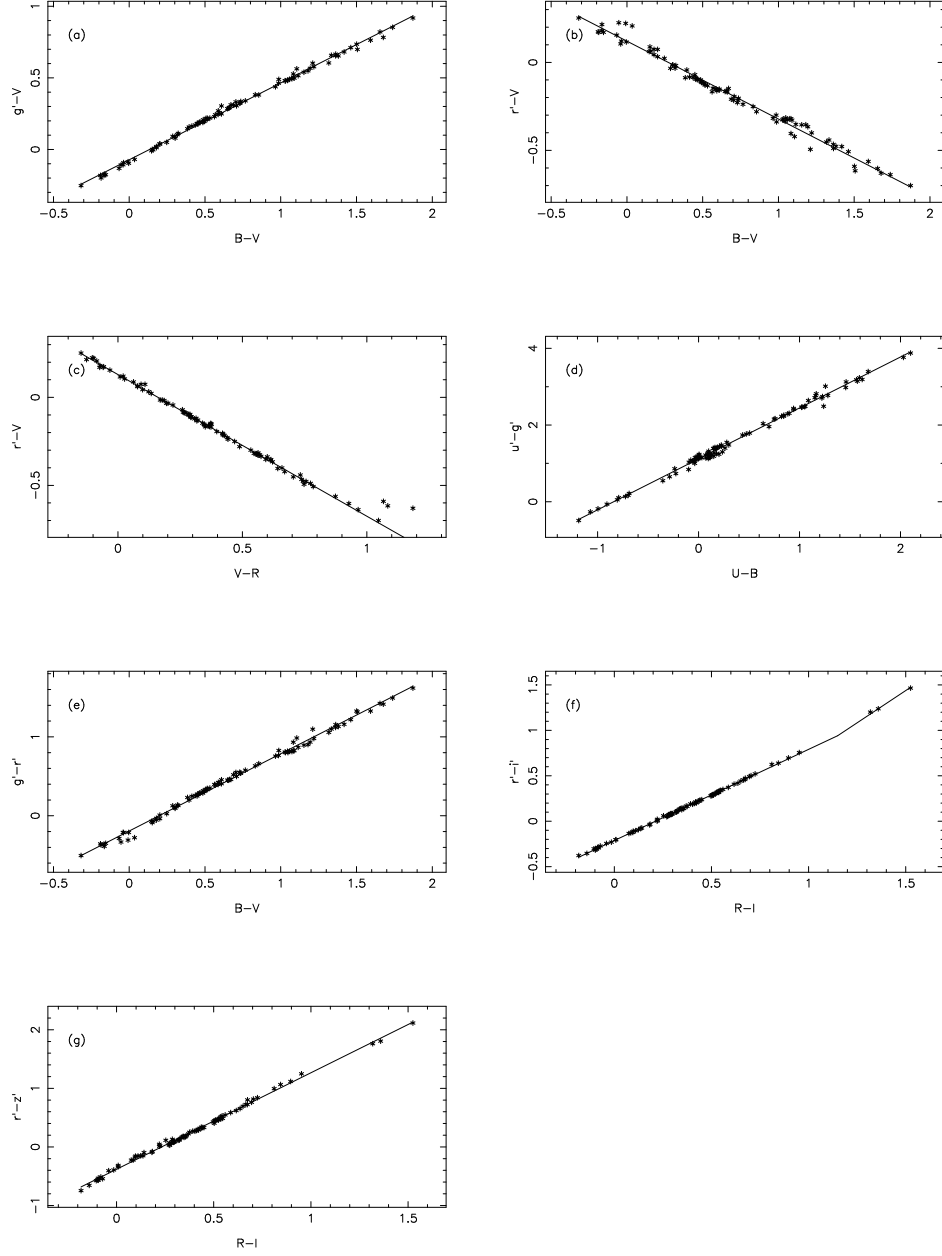 (a)
g'−V
1
0.5
0
−0.5 0 0.5 1 1.5 2
B−V
(b)
r'−V
0
−0.5
−0.5 0 0.5 1 1.5 2
B−V
(c)
r'−V
0
−0.5
0 0.5 1
V−R
(d)
u'−g'
4
2
0
−1 0 1 2
U−B
(e)
g'−r'
1
0
−0.5 0 0.5 1 1.5 2
B−V
(f)
r'−i'
1.5
1
0.5
0
−0.5
0 0.5 1 1.5
R−I
(g)
r'−z'
2
1
0
−1
0 0.5 1 1.5
R−I